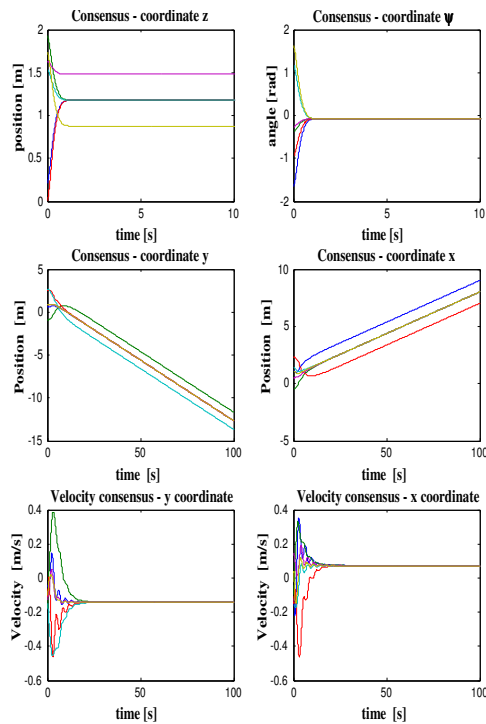 Consensus - coordinate z
Consensus - coordinate ψ
position [m]
2
1.5
1
0.5
0
0
5
10
time [s]
angle [rad]
2
1
0
-1
-2
0
5
10
time [s]
Consensus - coordinate y
Consensus - coordinate x
Position [m]
5
0
-5
-10
-15
0
50
100
time [s]
Position [m]
10
5
0
-5
0
50
100
time [s]
Velocity consensus - y coordinate
Velocity consensus - x coordinate
Velocity [m/s]
0.4
0.2
0
-0.2
-0.4
-0.6
0
50
100
time [s]
Velocity [m/s]
0.4
0.2
0
-0.2
-0.4
-0.6
0
50
100
time [s]